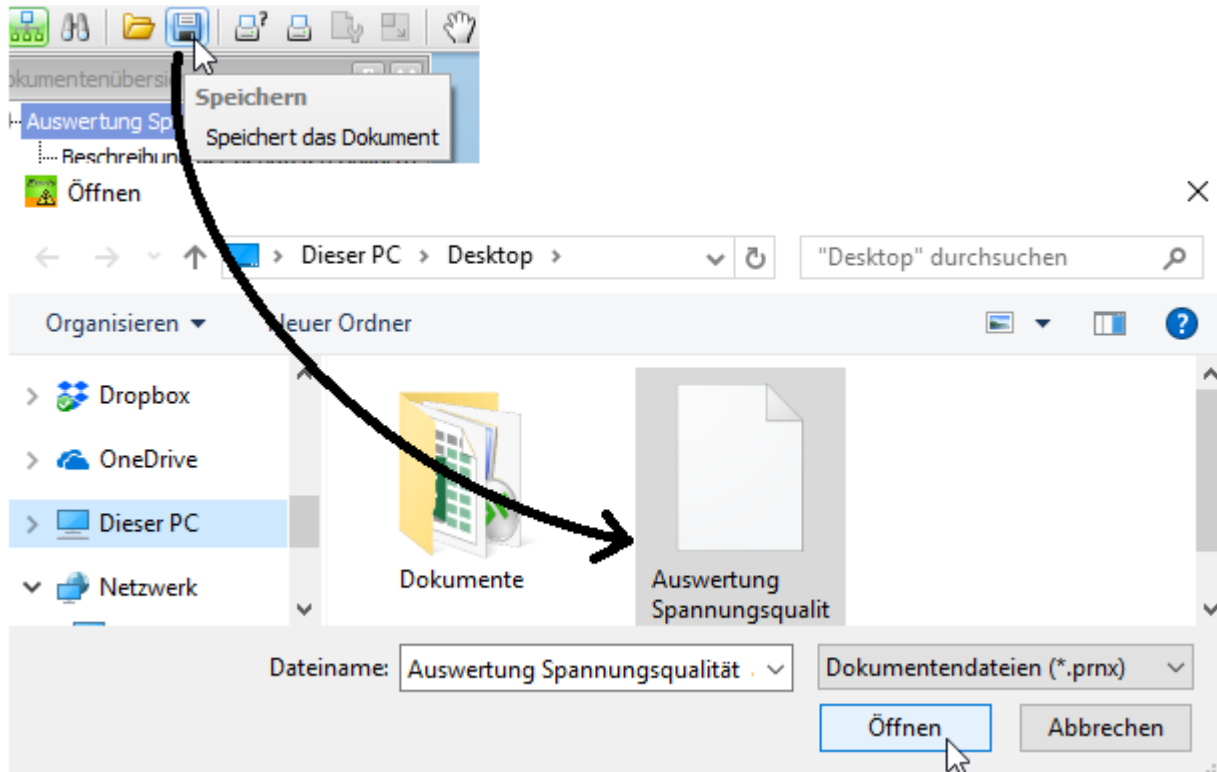 okumentenübersi
Speichern
Auswertung Sp
Speichert das Dokument
Beschreibun
Öffnen
Dieser PC > Desktop >
"Desktop" durchsuchen
Organisieren
Neuer Ordner
Dropbox
OneDrive
Dieser PC
Netzwerk
Dokumente
Auswertung
Spannungsqualit
Dateiname:
Auswertung Spannungsqualität
Dokumentendateien (*.prnx)
Öffnen
Abbrechen